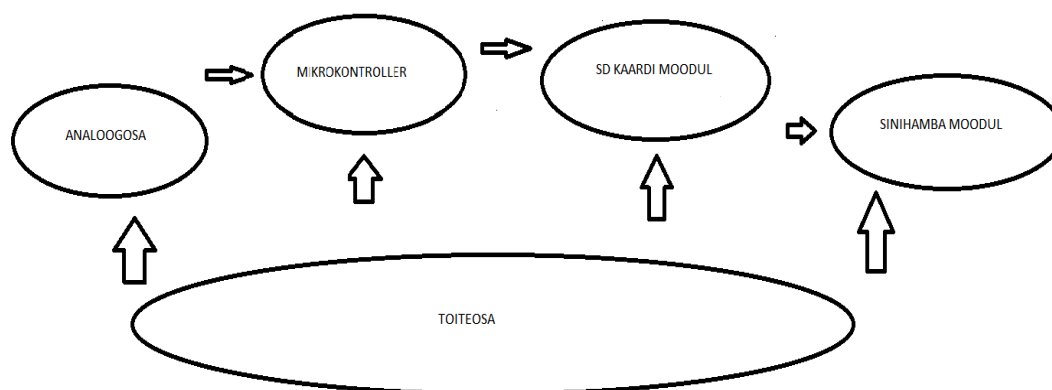 ANALOOGOSA
MIKROKONTROLLER
SD KAARDI MOODUL
SINIHAMBA MOODUL
TOITEOSA